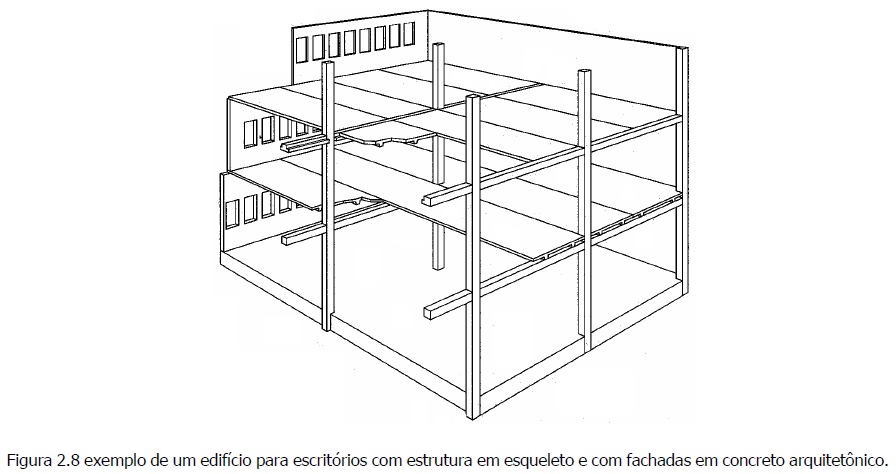 Figura 2.8 exemplo de um edifício para escritórios com estrutura em esqueleto e com fachadas em concreto arquitetônico.